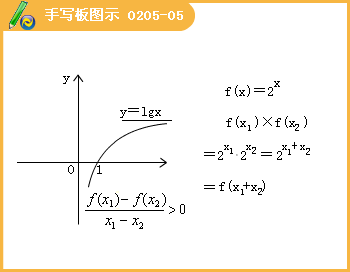 手写板图示 0205-05
y
y=lgx
0 1
f(x₁)-f(x₂)
x₁-x₂
>0
f(x)=2ˣ
f(x₁)×f(x₂)
=2^x₁·2^x₂=2^x₁+x₂
=f(x₁+x₂)